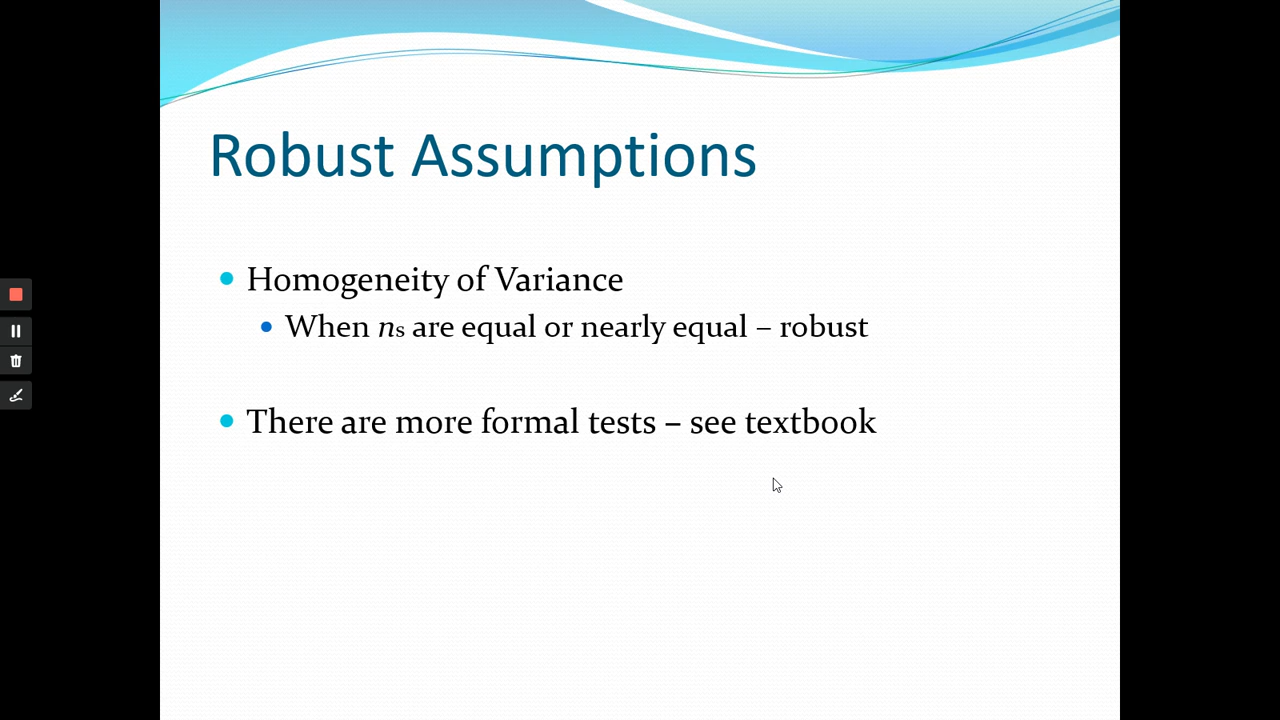 Robust Assumptions
Homogeneity of Variance
When ns are equal or nearly equal – robust
There are more formal tests – see textbook